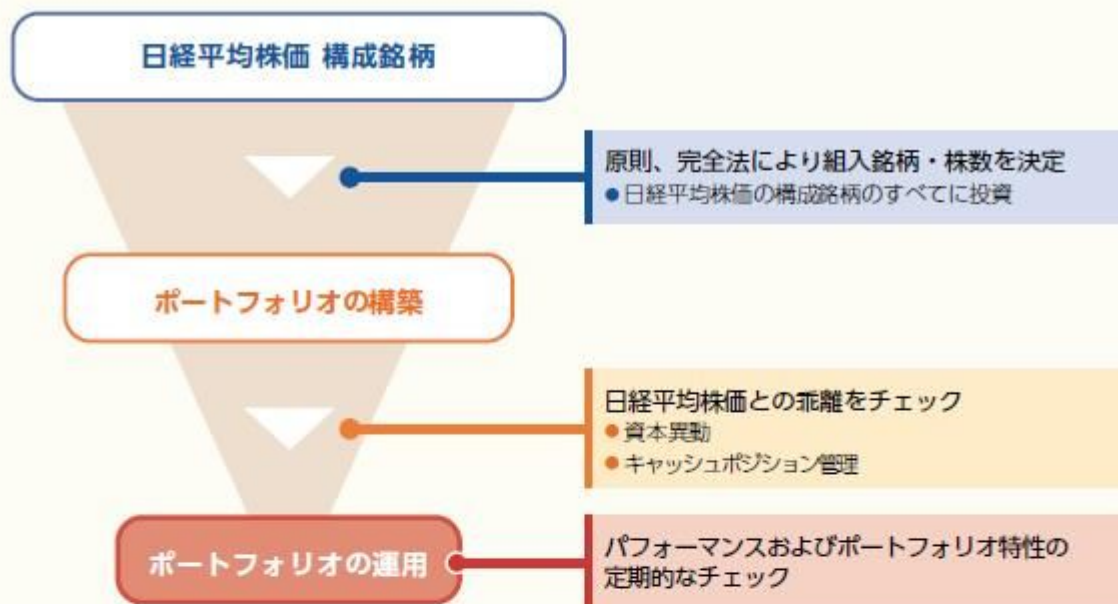 日経平均株価 構成銘柄
原則、完全法により組入銘柄・株数を決定
●日経平均株価の構成銘柄のすべてに投資
ポートフォリオの構築
日経平均株価との乖離をチェック
●資本異動
●キャッシュポジション管理
ポートフォリオの運用
パフォーマンスおよびポートフォリオ特性の
定期的なチェック